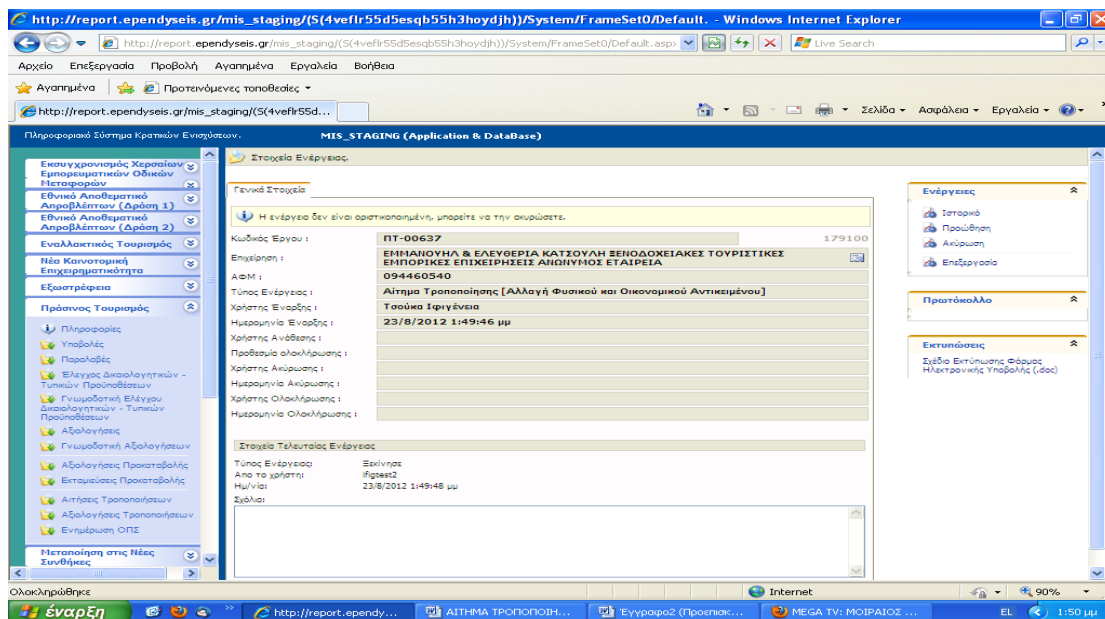 http://report.ependyseis.gr/mis_staging/(S(4veflr55d5esqb55h3hoydjh))/System/FrameSet0/Default. - Windows Internet Explorer
http://report.ependyseis.gr/mis_staging/(S(4veflr55d5esqb55h3hoydjh))/System/FrameSet0/Default.asp:
Live Search
Αρχείο Επεξεργασία Προβολή Αγαπημένα Εργαλεία Βοήθεια
Αγαπημένα Προτεινόμενες τοποθεσίες
http://report.ependyseis.gr/mis_staging/(S(4veflr55d...
Σελίδα Ασφάλεια Εργαλεία
Πληροφοριακό Σύστημα Κρατικών Ενισχύσεων. MIS_STAGING (Application & DataBase)
Εκσυγχρονισμός Χερσαίων
Εμπορευματικών Οδικών
Μεταφορών
Εθνικό Αποθεματικό
Απροβλέπτων (Δράση 1)
Εθνικό Αποθεματικό
Απροβλέπτων (Δράση 2)
Εναλλακτικός Τουρισμός
Νέα Καινοτομική
Επιχειρηματικότητα
Εξωστρέφεια
Πράσινος Τουρισμός
Πληροφορίες
Υποβολές
Παραλαβές
Έλεγχος Δικαιολογητικών -
Τυπικών Προϋποθέσεων
Γνωμοδοτική Ελέγχου
Δικαιολογητικών - Τυπικών
Προϋποθέσεων
Αξιολογήσεις
Γνωμοδοτική Αξιολογήσεων
Αξιολογήσεις Προκαταβολής
Εκταμιεύσεις Προκαταβολής
Αιτήσεις Τροποποιήσεων
Αξιολογήσεις Τροποποιήσεων
Ενημέρωση ΟΠΣ
Μεταποίηση στις Νέες
Συνθήκες
Στοιχεία Ενέργειας.
Γενικά Στοιχεία
Η ενέργεια δεν είναι οριστικοποιημένη, μπορείτε να την ακυρώσετε.
Κωδικός Έργου : ΠΤ-00637 179100
Επιχείρηση : ΕΜΜΑΝΟΥΗΛ & ΕΛΕΥΘΕΡΙΑ ΚΑΤΣΟΥΛΗ ΞΕΝΟΔΟΧΕΙΑΚΕΣ ΤΟΥΡΙΣΤΙΚΕΣ
ΕΜΠΟΡΙΚΕΣ ΕΠΙΧΕΙΡΗΣΕΙΣ ΑΝΩΝΥΜΟΣ ΕΤΑΙΡΕΙΑ
ΑΦΜ : 094460540
Τύπος Ενέργειας : Αίτημα Τροποποίησης [Αλλαγή Φυσικού και Οικονομικού Αντικειμένου]
Χρήστης Έναρξης : Τσούκα Ιφιγένεια
Ημερομηνία Έναρξης : 23/8/2012 1:49:46 μμ
Χρήστης Ανάθεσης :
Προθεσμία ολοκλήρωσης :
Χρήστης Ακύρωσης :
Ημερομηνία Ακύρωσης :
Χρήστης Ολοκλήρωσης :
Ημερομηνία Ολοκλήρωσης :
Στοιχεία Τελευταίας Ενέργειας
Τύπος Ενέργειας: Ξεκίνησε
Απο το χρήστη: ifigtest2
Ημ/νία: 23/8/2012 1:49:48 μμ
Σχόλια:
Ενέργειες
Ιστορικό
Προώθηση
Ακύρωση
Επεξεργασία
Πρωτόκολλο
Εκτυπώσεις
Σχέδιο Εκτύπωσης Φόρμας
Ηλεκτρονικής Υποβολής (.doc)
Ολοκληρώθηκε Internet 90%
έναρξη http://report.ependy... ΑΙΤΗΜΑ ΤΡΟΠΟΠΟΙΗ... Έγγραφο2 (Προεπισκ... MEGA TV: ΜΟΙΡΑΙΟΣ ... EL 1:50 μμ